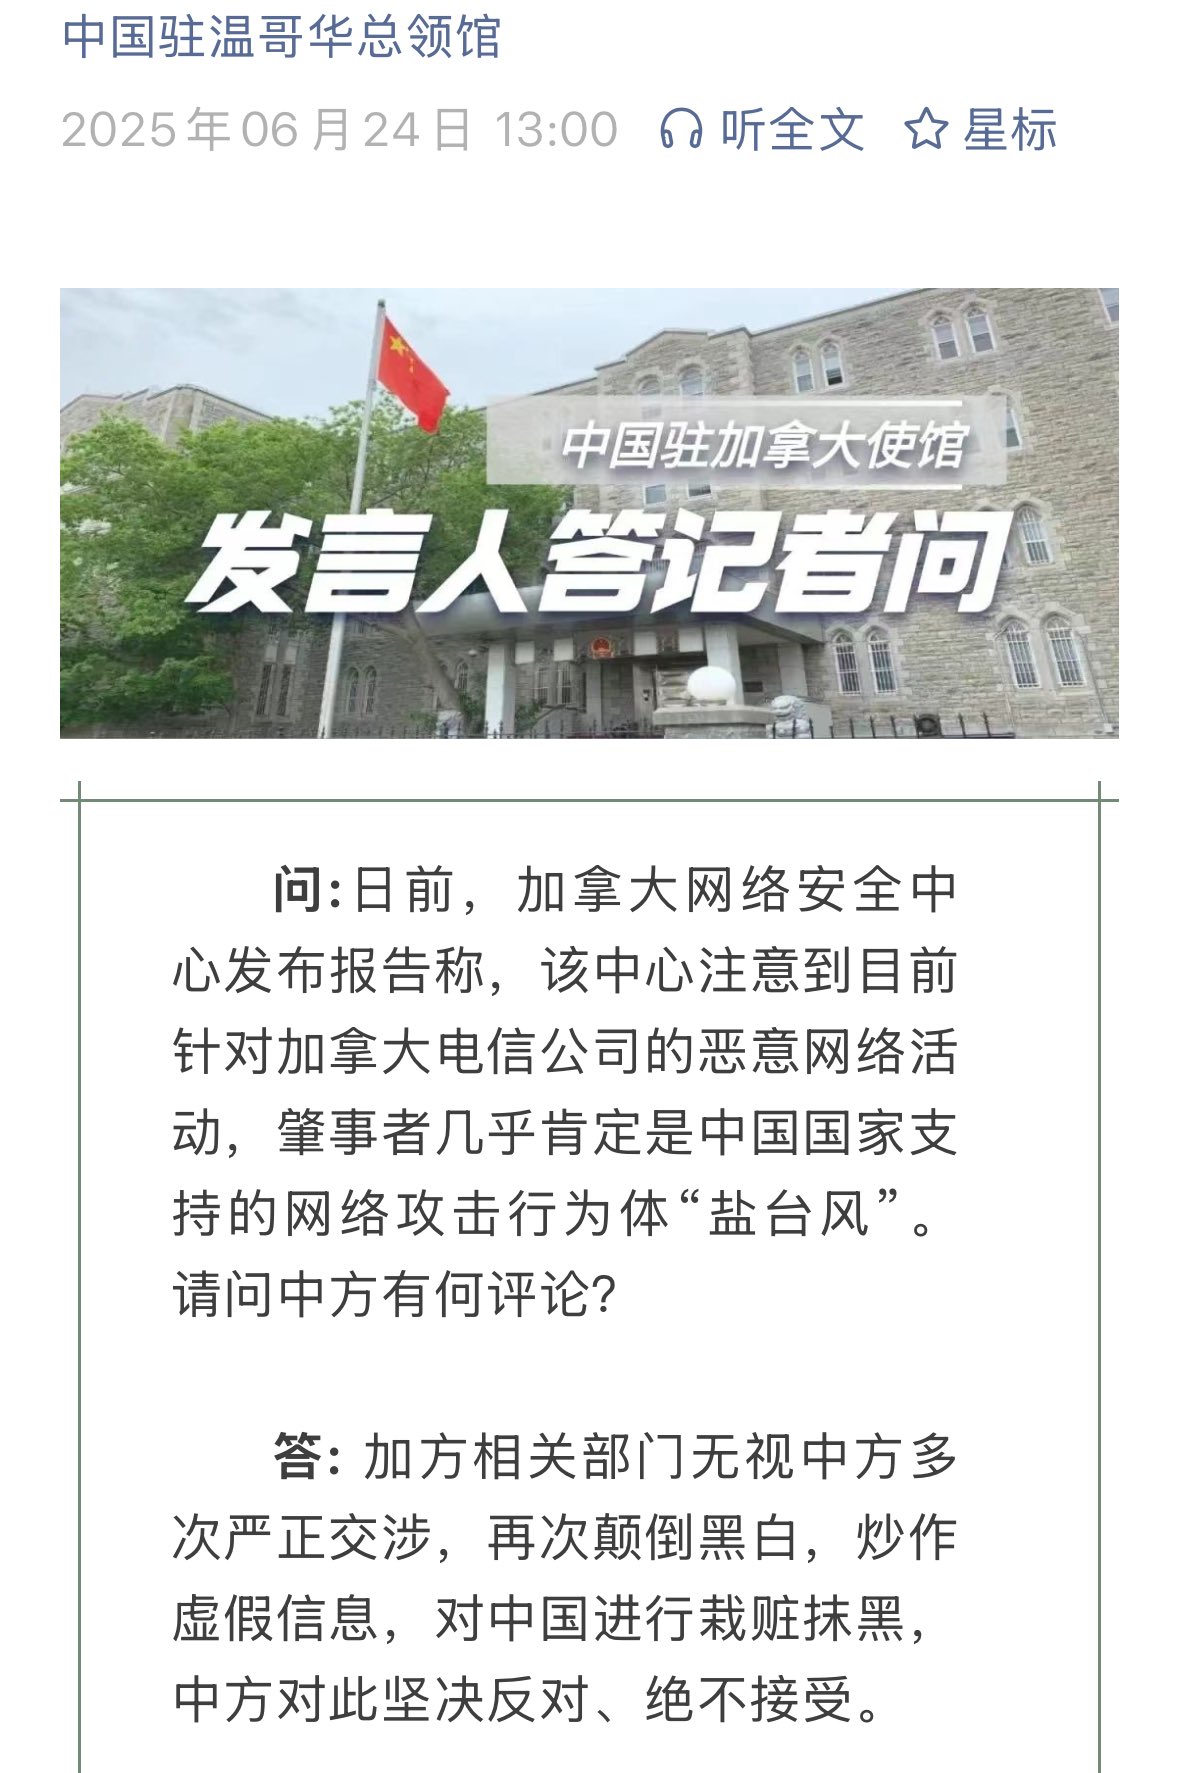 中国驻温哥华总领馆
2025年06月24日 13:00 听全文 星标
中国驻加拿大使馆
发言人答记者问
问:日前，加拿大网络安全中
心发布报告称，该中心注意到目前
针对加拿大电信公司的恶意网络活
动，肇事者几乎肯定是中国国家支
持的网络攻击行为体“盐台风”。
请问中方有何评论?
答: 加方相关部门无视中方多
次严正交涉，再次颠倒黑白，炒作
虚假信息，对中国进行栽赃抹黑，
中方对此坚决反对、绝不接受。